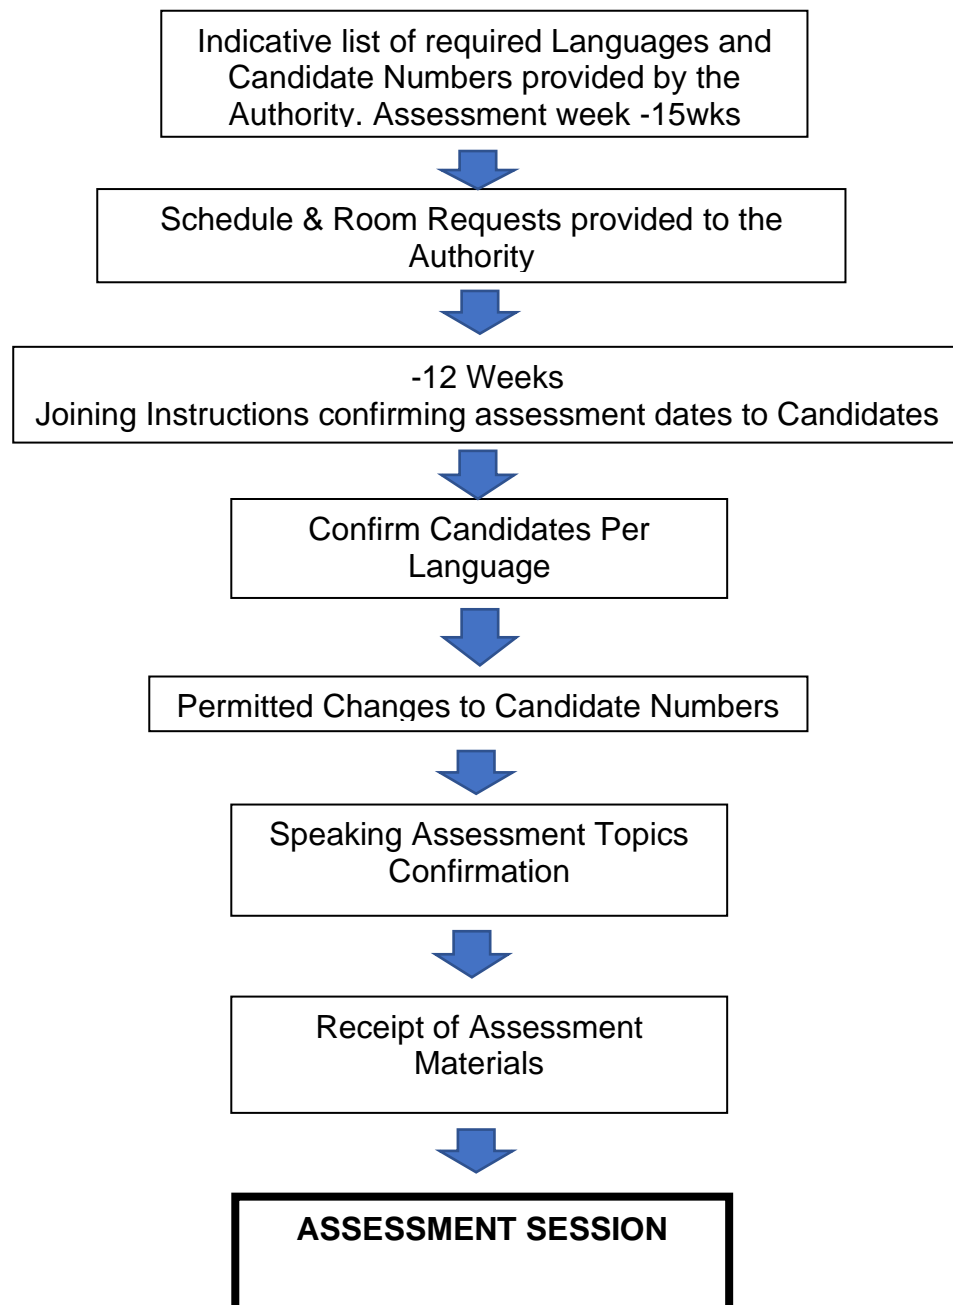 Indicative list of required Languages and
Candidate Numbers provided by the
Authority. Assessment week -15wks
Schedule & Room Requests provided to the
Authority
-12 Weeks
Joining Instructions confirming assessment dates to Candidates
Confirm Candidates Per
Language
Permitted Changes to Candidate Numbers
Speaking Assessment Topics
Confirmation
Receipt of Assessment
Materials
ASSESSMENT SESSION